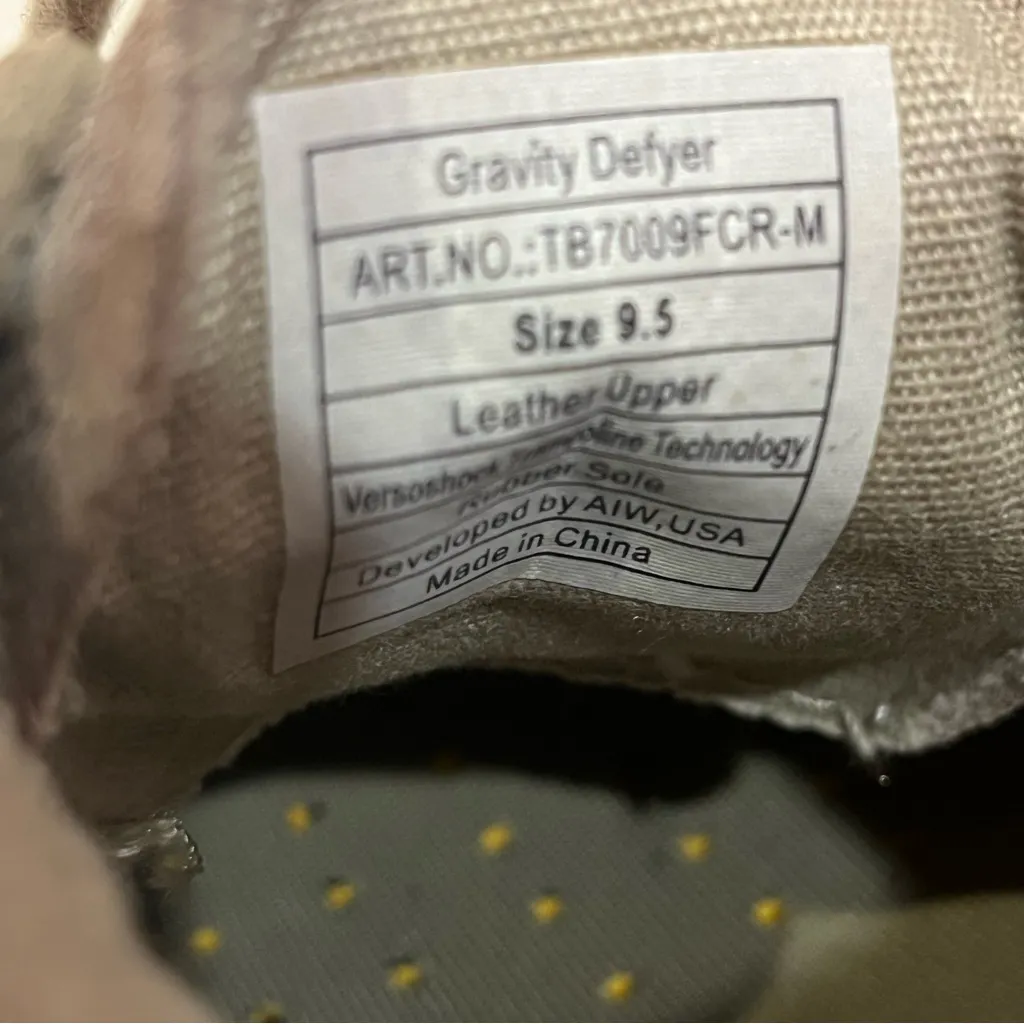 Gravity Defyer
ART.NO.:TB7009FCR-M
Size 9.5
Leather Upper
Versoshock Trampoline Technology
Rubber Sole
Developed by AIW,USA
Made in China